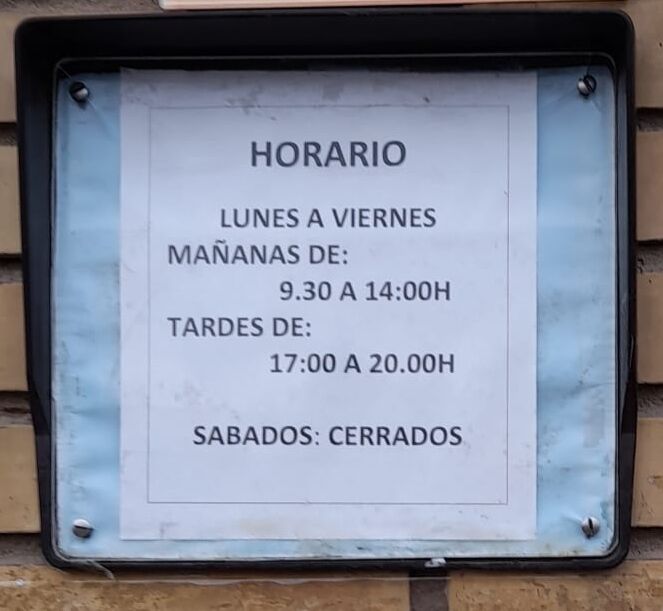 HORARIO
LUNES A VIERNES
MAÑANAS DE:
9.30 A 14:00H
TARDES DE:
17:00 A 20.00H
SABADOS: CERRADOS